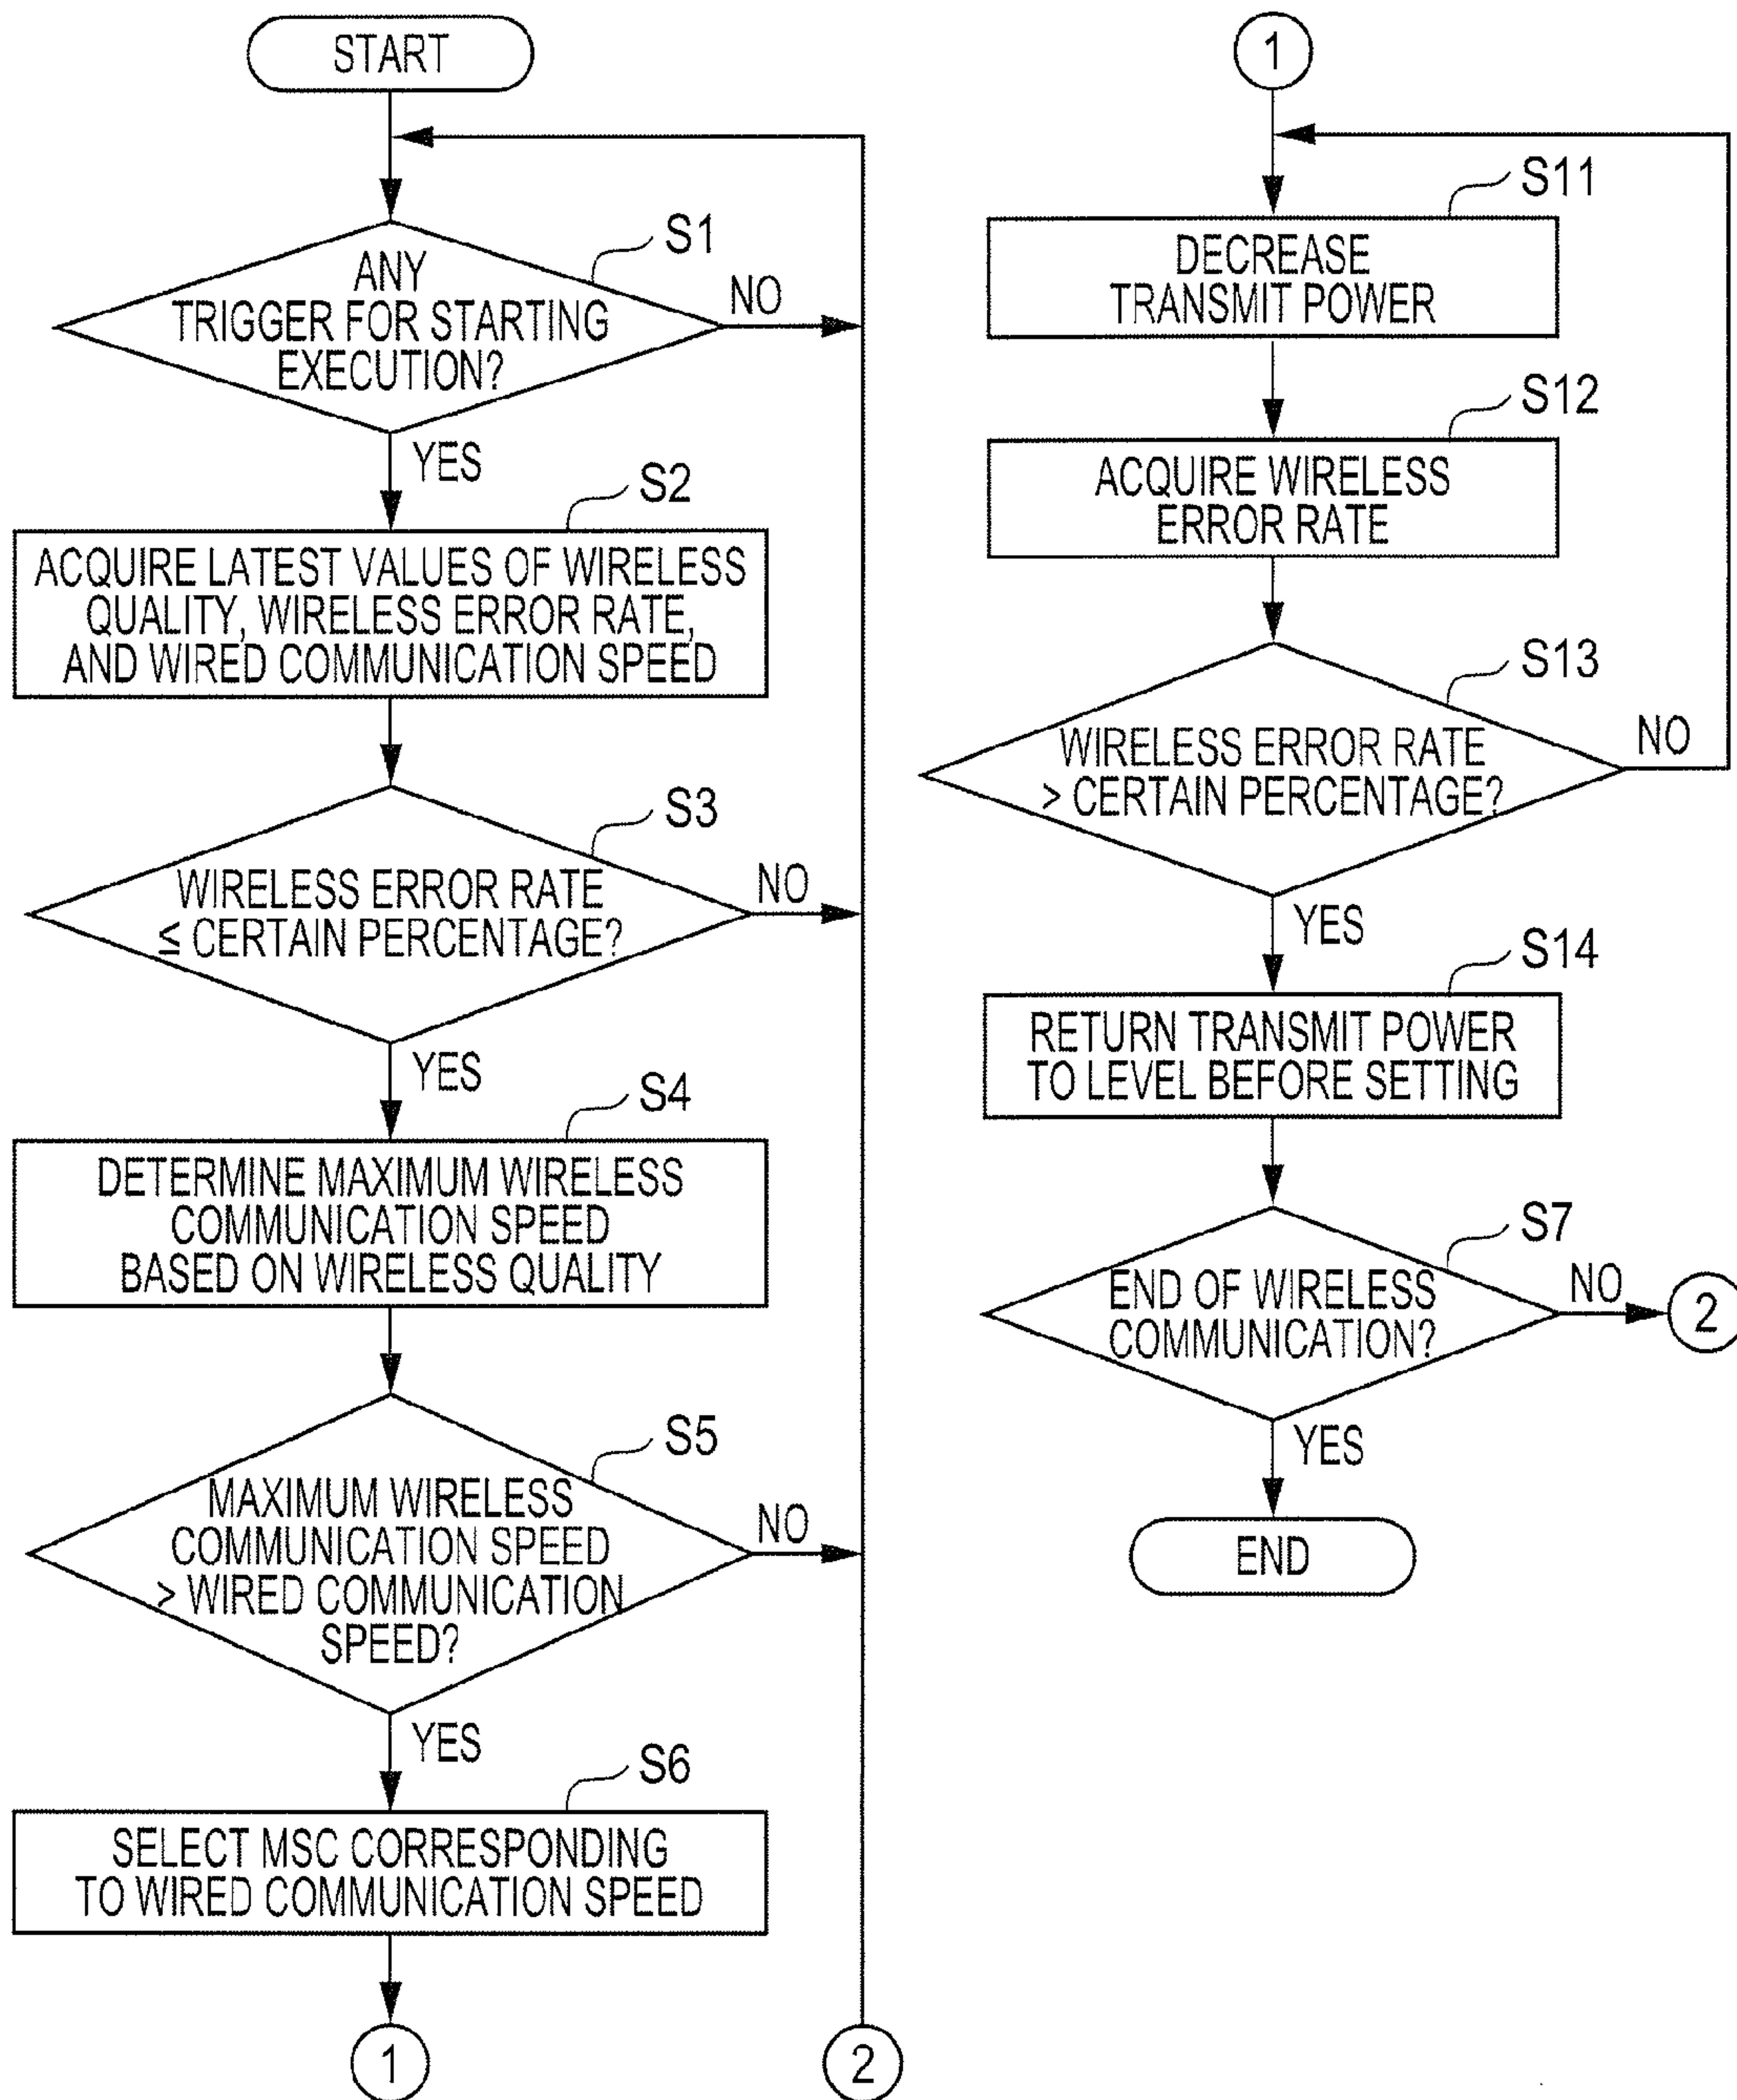 START
S1
ANY
TRIGGER FOR STARTING
EXECUTION?
NO
YES
S2
ACQUIRE LATEST VALUES OF WIRELESS
QUALITY, WIRELESS ERROR RATE,
AND WIRED COMMUNICATION SPEED
S3
WIRELESS ERROR RATE
≤ CERTAIN PERCENTAGE?
NO
YES
S4
DETERMINE MAXIMUM WIRELESS
COMMUNICATION SPEED
BASED ON WIRELESS QUALITY
S5
MAXIMUM WIRELESS
COMMUNICATION SPEED
> WIRED COMMUNICATION
SPEED?
NO
YES
S6
SELECT MSC CORRESPONDING
TO WIRED COMMUNICATION SPEED
1
2
1
S11
DECREASE
TRANSMIT POWER
S12
ACQUIRE WIRELESS
ERROR RATE
S13
WIRELESS ERROR RATE
> CERTAIN PERCENTAGE?
NO
YES
S14
RETURN TRANSMIT POWER
TO LEVEL BEFORE SETTING
S7
END OF WIRELESS
COMMUNICATION?
NO
2
YES
END